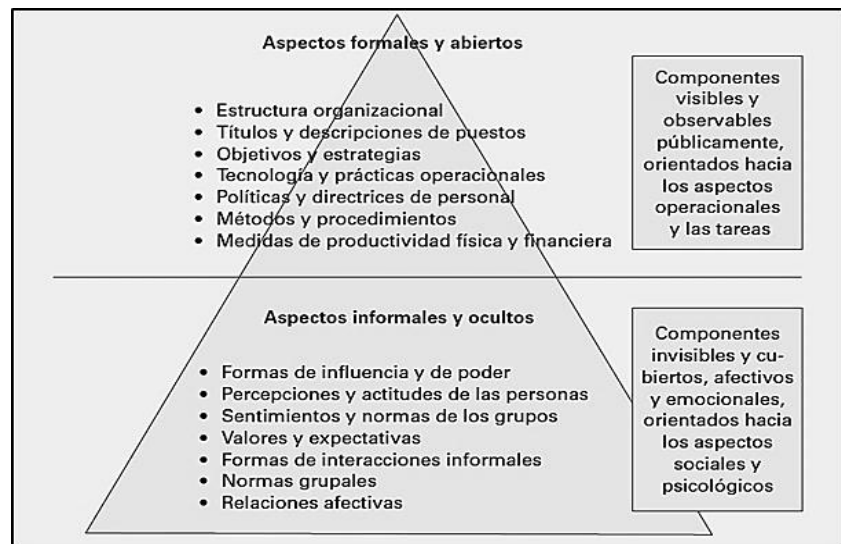 Aspectos formales y abiertos
• Estructura organizacional
• Títulos y descripciones de puestos
• Objetivos y estrategias
• Tecnología y prácticas operacionales
• Políticas y directrices de personal
• Métodos y procedimientos
• Medidas de productividad física y financiera
Componentes
visibles y
observables
públicamente,
orientados hacia
los aspectos
operacionales
y las tareas
Aspectos informales y ocultos
• Formas de influencia y de poder
• Percepciones y actitudes de las personas
• Sentimientos y normas de los grupos
• Valores y expectativas
• Formas de interacciones informales
• Normas grupales
• Relaciones afectivas
Componentes
invisibles y cu-
biertos, afectivos
y emocionales,
orientados hacia
los aspectos
sociales y
psicológicos